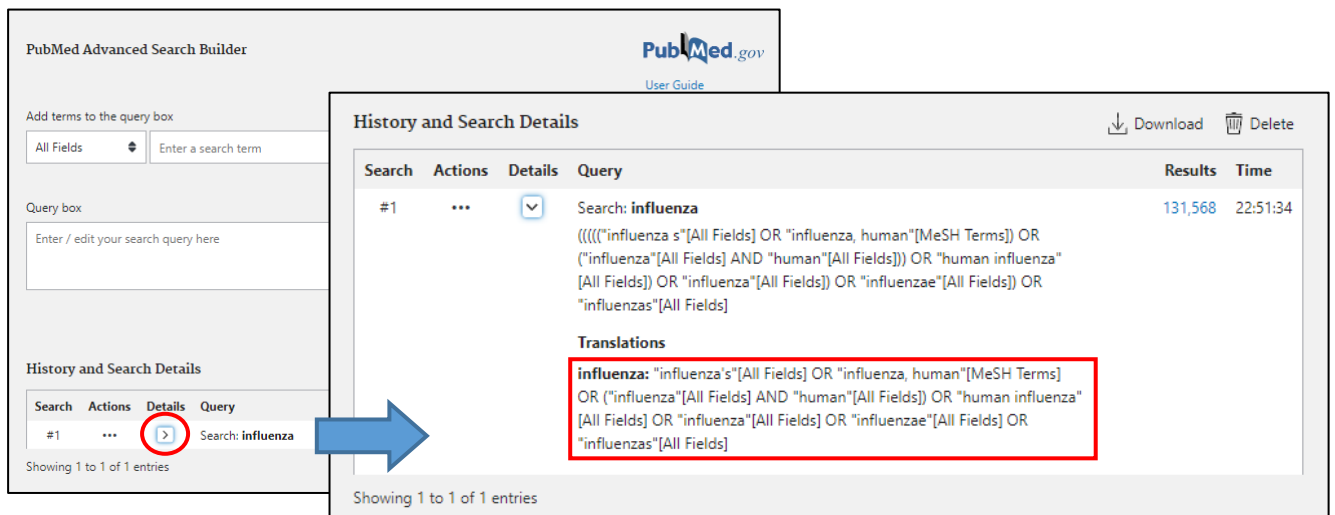 PubMed Advanced Search Builder
PubMed.gov
User Guide
Add terms to the query box
All Fields
Enter a search term
Query box
Enter / edit your search query here
History and Search Details
Search Actions Details Query
#1 ••• Search: influenza
Showing 1 to 1 of 1 entries
History and Search Details
Download Delete
Search Actions Details Query Results Time
#1 ••• Search: influenza 131,568 22:51:34
((((("influenza s"[All Fields] OR "influenza, human"[MeSH Terms]) OR
("influenza"[All Fields] AND "human"[All Fields])) OR "human influenza"
[All Fields]) OR "influenza"[All Fields]) OR "influenzae"[All Fields]) OR
"influenzas"[All Fields]
Translations
influenza: "influenza's"[All Fields] OR "influenza, human"[MeSH Terms]
OR ("influenza"[All Fields] AND "human"[All Fields]) OR "human influenza"
[All Fields] OR "influenza"[All Fields] OR "influenzae"[All Fields] OR
"influenzas"[All Fields]
Showing 1 to 1 of 1 entries